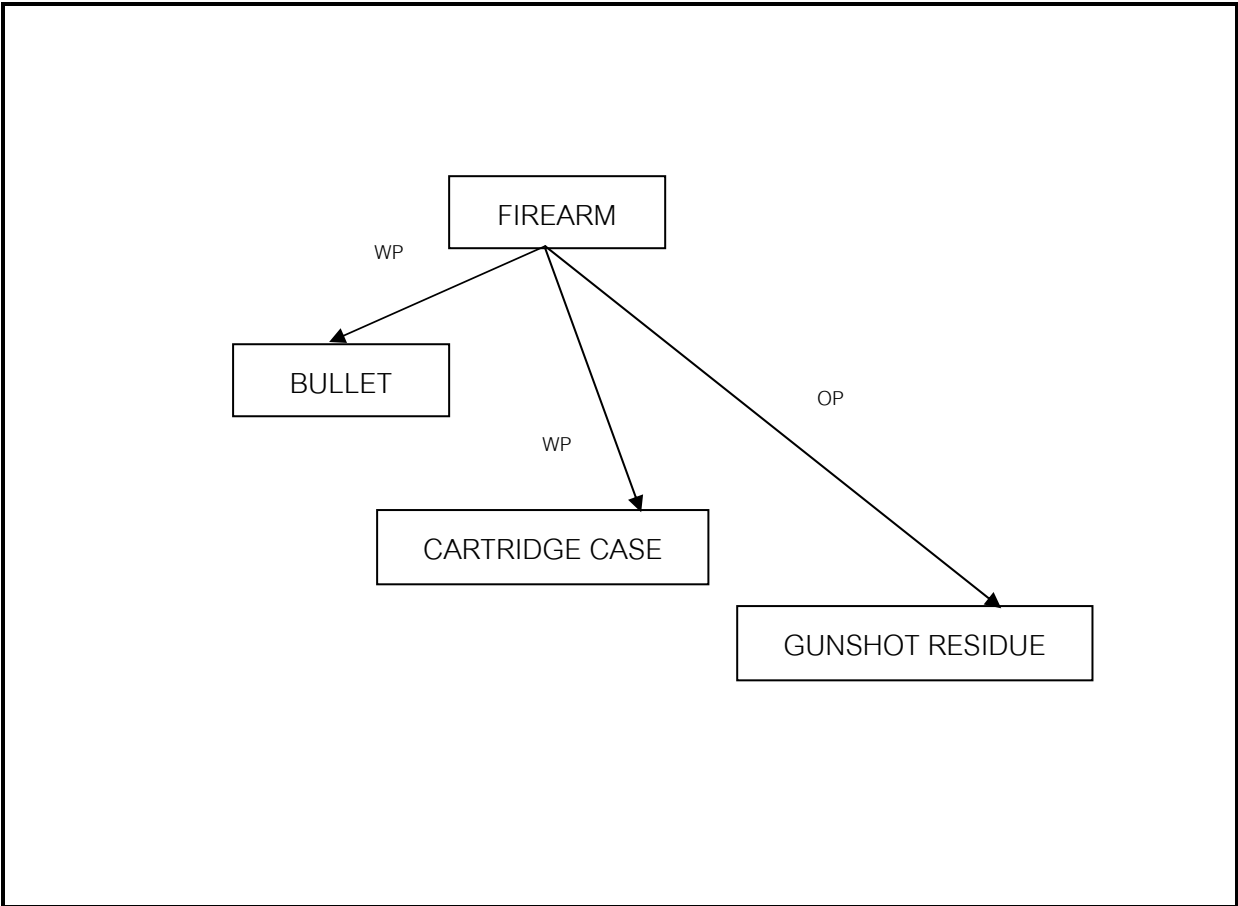 FIREARM
WP
BULLET
OP
WP
CARTRIDGE CASE
GUNSHOT RESIDUE